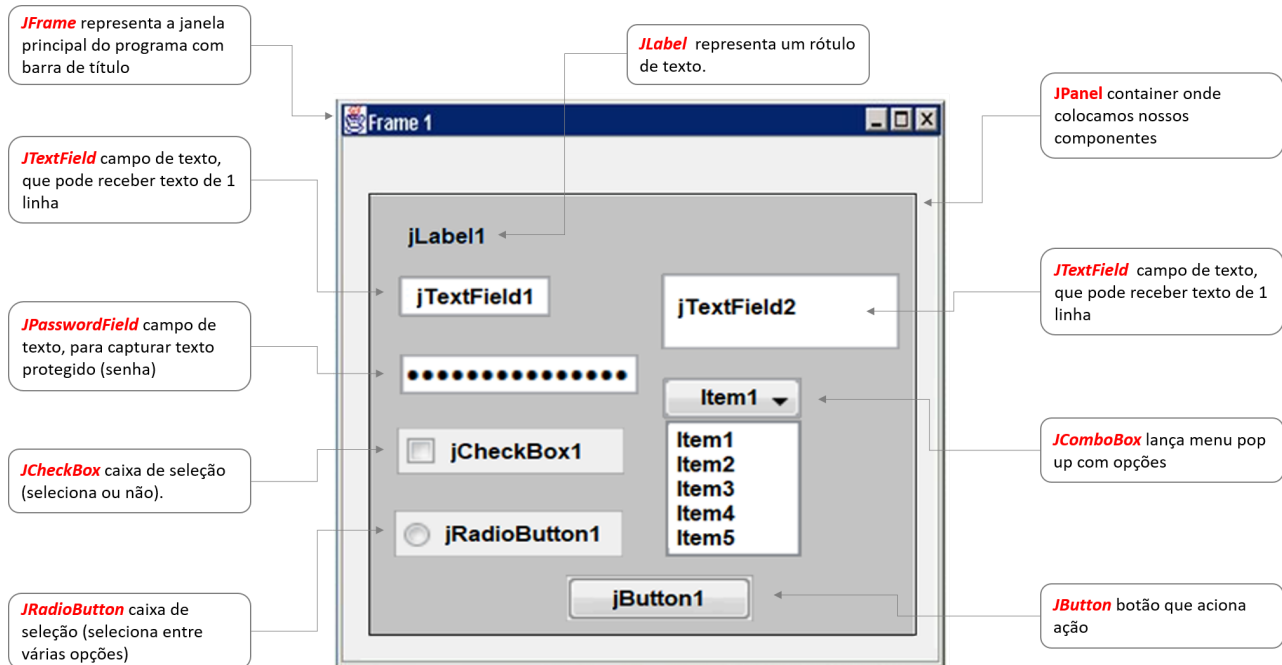 JFrame representa a janela
principal do programa com
barra de título
JLabel representa um rótulo
de texto.
JPanel container onde
colocamos nossos
componentes
Frame 1
JTextField campo de texto,
que pode receber texto de 1
linha
jLabel1
jTextField1
jTextField2
JTextField campo de texto,
que pode receber texto de 1
linha
JPasswordField campo de
texto, para capturar texto
protegido (senha)
Item1
jCheckBox1
Item1
Item2
Item3
Item4
Item5
JComboBox lança menu pop
up com opções
JCheckBox caixa de seleção
(seleciona ou não).
jRadioButton1
jButton1
JButton botão que aciona
ação
JRadioButton caixa de
seleção (seleciona entre
várias opções)